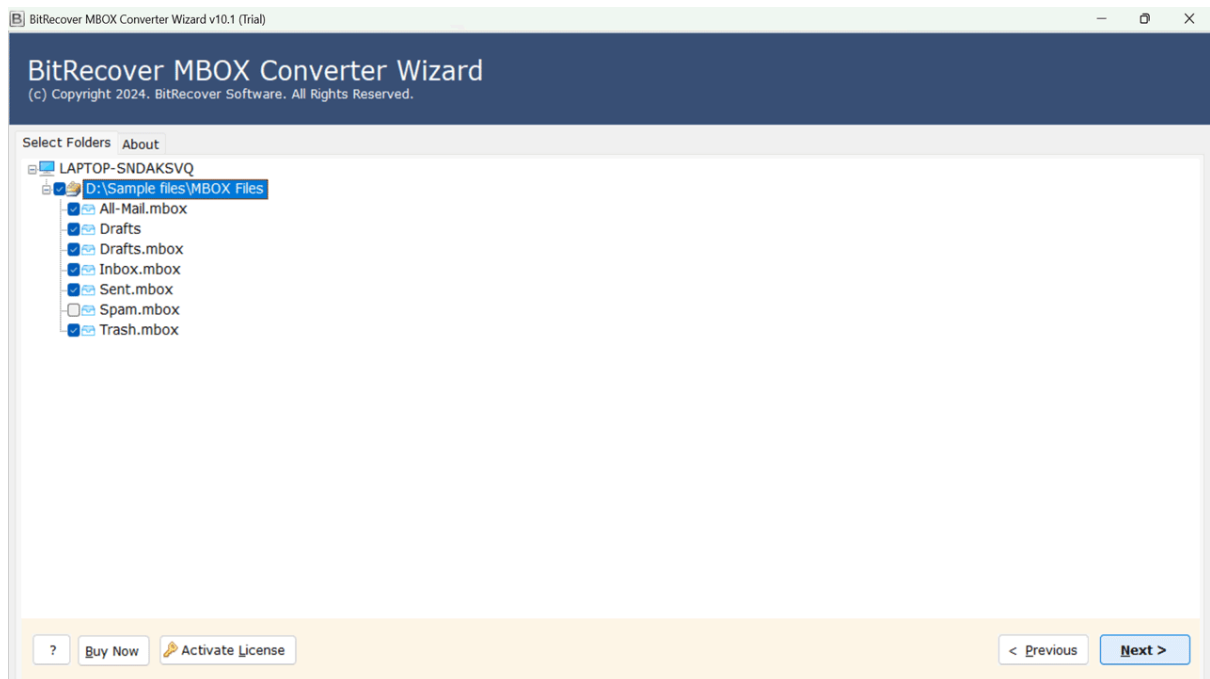 BitRecover MBOX Converter Wizard v10.1 (Trial)
BitRecover MBOX Converter Wizard
(c) Copyright 2024. BitRecover Software. All Rights Reserved.
Select Folders About
LAPTOP-SNDAKSVQ
D:\Sample files\MBOX Files
All-Mail.mbox
Drafts
Drafts.mbox
Inbox.mbox
Sent.mbox
Spam.mbox
Trash.mbox
? Buy Now Activate License < Previous Next >